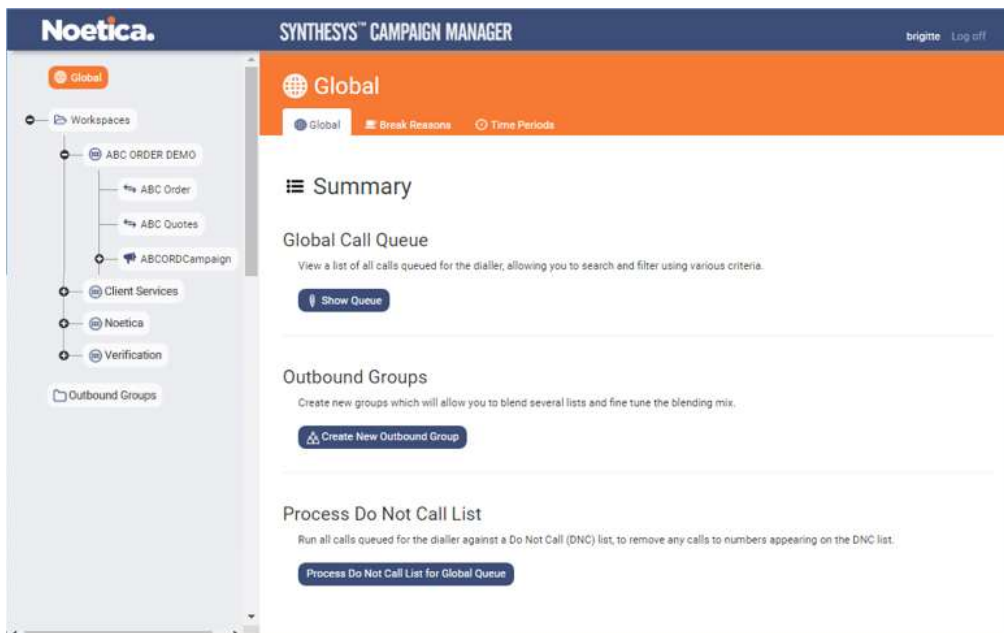 Noetica.
SYNTHESYS™ CAMPAIGN MANAGER
brigitte Log off
Global
Workspaces
ABC ORDER DEMO
ABC Order
ABC Quotes
ABCORDCampaign
Client Services
Noetica
Verification
Outbound Groups
Global
Global Break Reasons Time Periods
Summary
Global Call Queue
View a list of all calls queued for the dialler, allowing you to search and filter using various criteria.
Show Queue
Outbound Groups
Create new groups which will allow you to blend several lists and fine tune the blending mix.
Create New Outbound Group
Process Do Not Call List
Run all calls queued for the dialler against a Do Not Call (DNC) list, to remove any calls to numbers appearing on the DNC list.
Process Do Not Call List for Global Queue